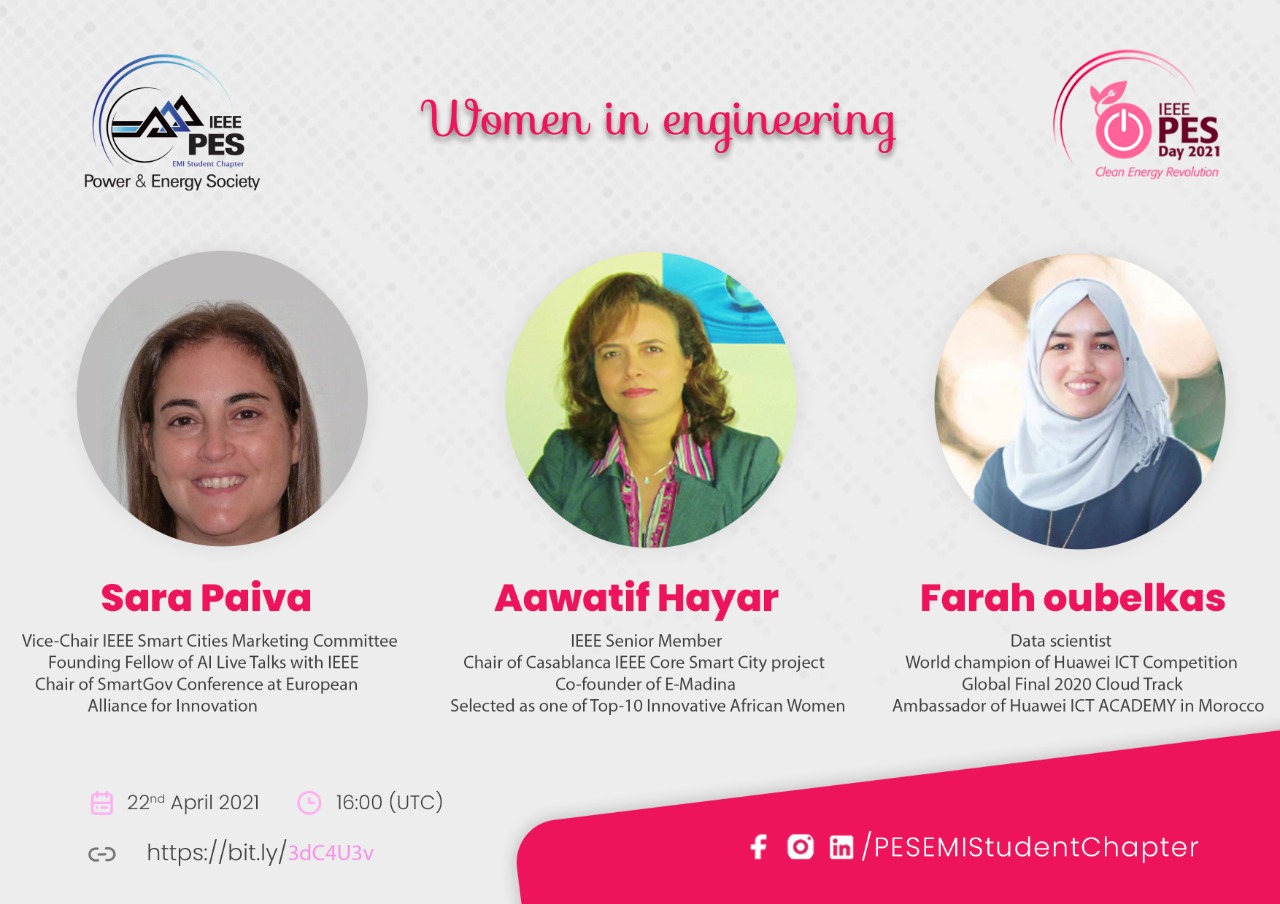 IEEE
PES
EMI Student Chapter
Power & Energy Society
Women in engineering
IEEE
PES
Day 2021
Clean Energy Revolution
Sara Paiva
Vice-Chair IEEE Smart Cities Marketing Committee
Founding Fellow of AI Live Talks with IEEE
Chair of SmartGov Conference at European
Alliance for Innovation
Aawatif Hayar
IEEE Senior Member
Chair of Casablanca IEEE Core Smart City project
Co-founder of E-Madina
Selected as one of Top-10 Innovative African Women
Farah oubelkas
Data scientist
World champion of Huawei ICT Competition
Global Final 2020 Cloud Track
Ambassador of Huawei ICT ACADEMY in Morocco
22nd April 2021
16:00 (UTC)
https://bit.ly/3dC4U3v
/PESEMIStudentChapter